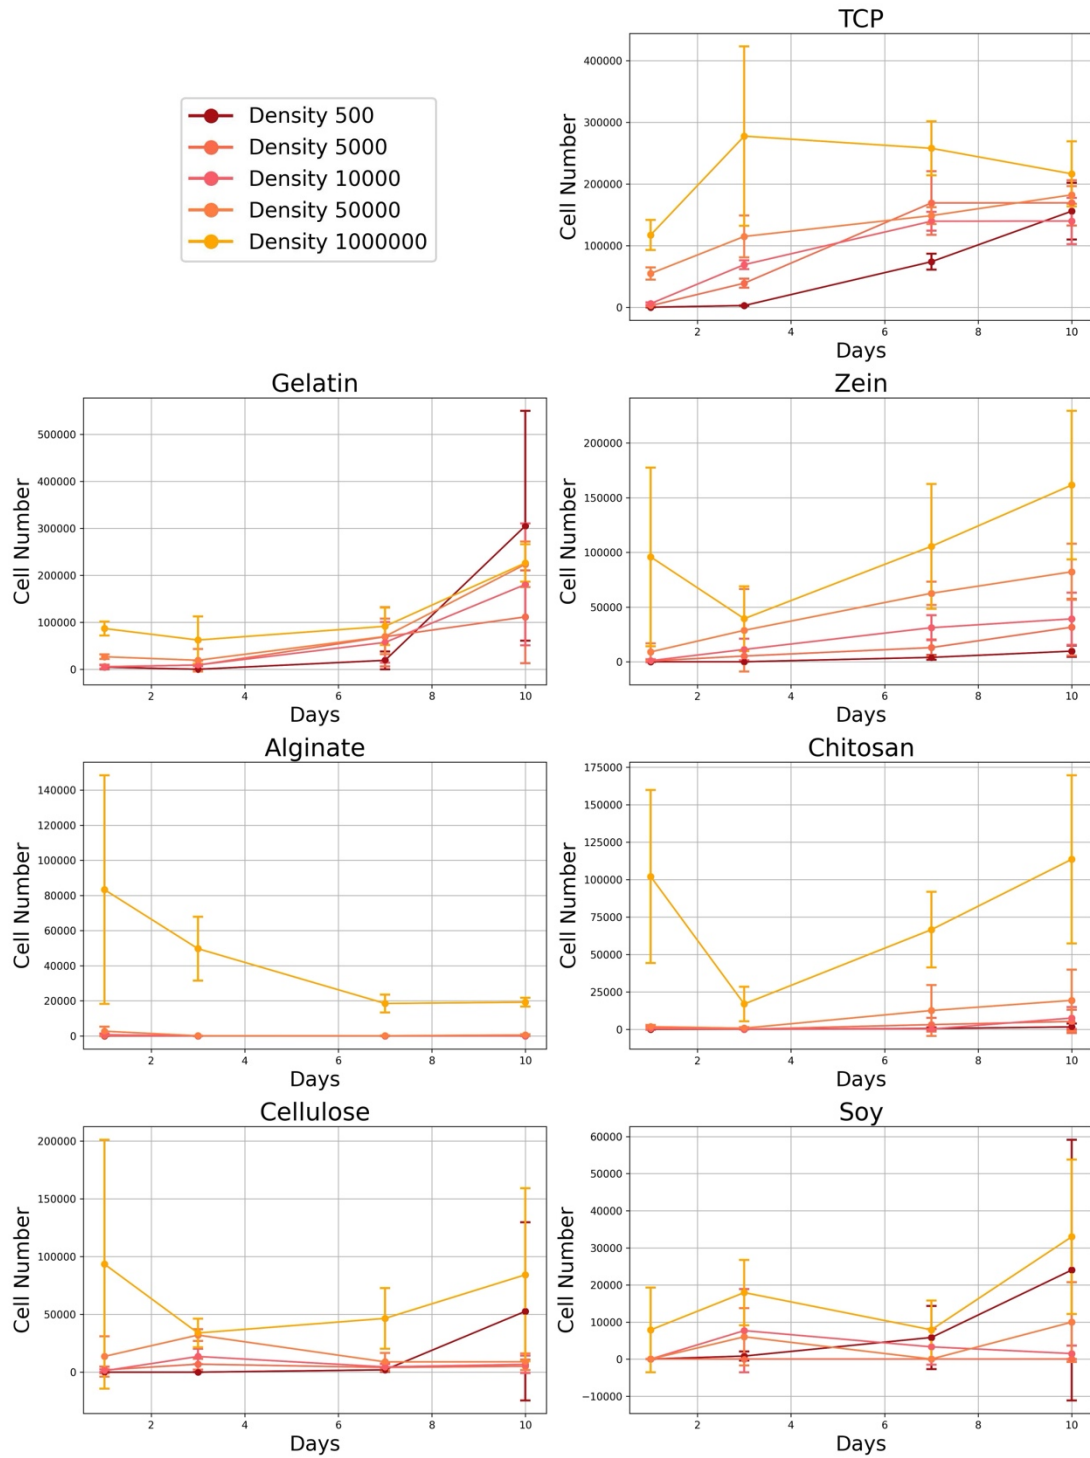 TCP
Density 500
Density 5000
Density 10000
Density 50000
Density 1000000
Cell Number
400000
300000
200000
100000
0
2 4 6 8 10
Days
Gelatin
Cell Number
500000
400000
300000
200000
100000
0
2 4 6 8 10
Days
Zein
Cell Number
200000
150000
100000
50000
0
2 4 6 8 10
Days
Alginate
Cell Number
140000
120000
100000
80000
60000
40000
20000
0
2 4 6 8 10
Days
Chitosan
Cell Number
175000
150000
125000
100000
75000
50000
25000
0
2 4 6 8 10
Days
Cellulose
Cell Number
200000
150000
100000
50000
0
2 4 6 8 10
Days
Soy
Cell Number
60000
50000
40000
30000
20000
10000
0
−10000
2 4 6 8 10
Days